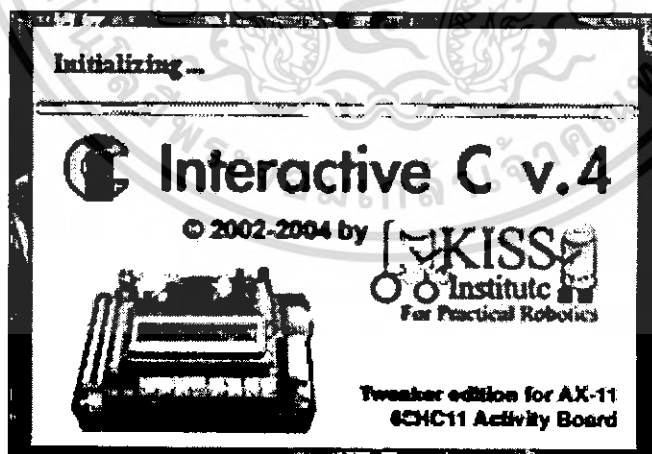 Initializing ...
Interactive C v.4
© 2002-2004 by KISS
Institute
For Practical Robotics
Tweaker edition for AX-11
68HC11 Activity Board